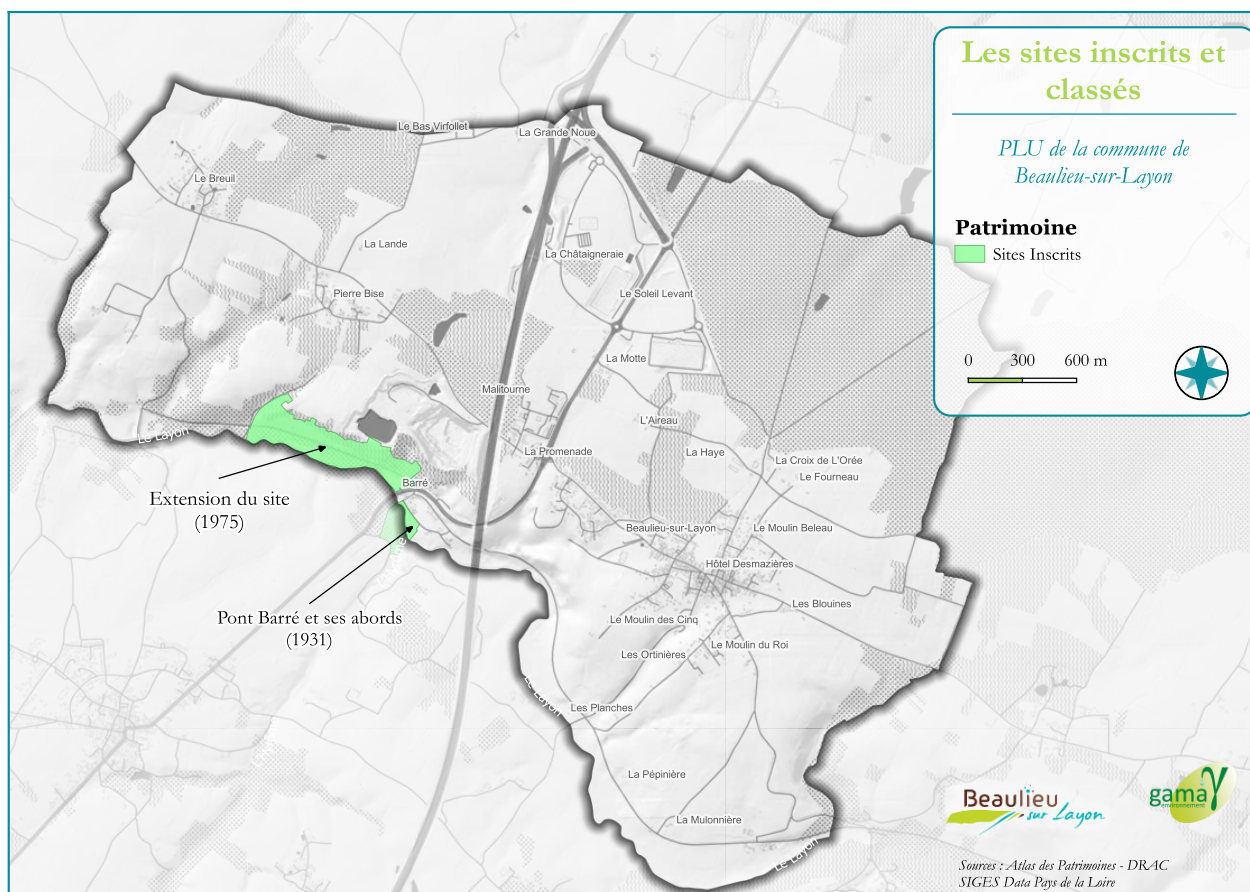 Les sites inscrits et
classés
PLU de la commune de
Beaulieu-sur-Layon
Patrimoine
Sites Inscrits
0 300 600 m
Le Bas Virfollet
La Grande Noue
Le Breuil
La Lande
La Châtaigneraie
Pierre Bise
Le Soleil Levant
La Motte
Malitourne
L'Aireau
Le Layon
La Promenade
La Haye
La Croix de L'Orée
Le Fourneau
Barré
Extension du site
(1975)
Beaulieu-sur-Layon
Le Moulin Beleau
Hôtel Desmazières
Les Blouines
Pont Barré et ses abords
(1931)
Le Moulin des Cinq
Le Moulin du Roi
Les Ortinières
Le Layon
Les Planches
La Pépinière
La Mulonnière
Le Layon
Beaulieu
sur Layon
gama
environnement
Sources : Atlas des Patrimoines - DRAC
SIGES Data Pays de la Loire